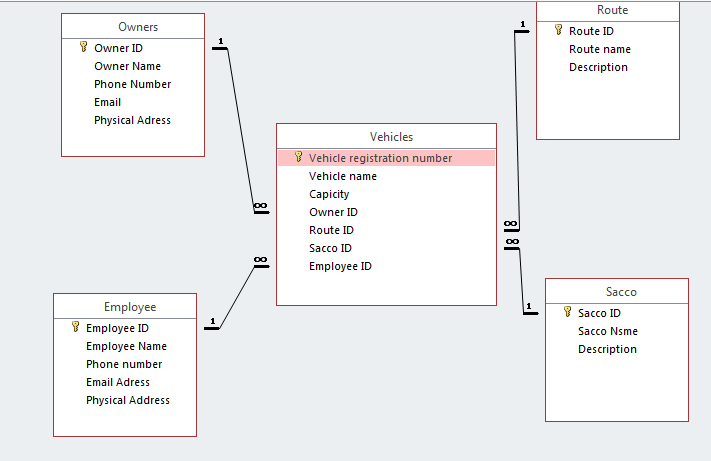 Owners
Owner ID
Owner Name
Phone Number
Email
Physical Adress
1
∞
Route
Route ID
Route name
Description
1
∞
Vehicles
Vehicle registration number
Vehicle name
Capicity
Owner ID
Route ID
Sacco ID
Employee ID
Employee
Employee ID
Employee Name
Phone number
Email Adress
Physical Address
1
∞
Sacco
Sacco ID
Sacco Nsme
Description
1
∞